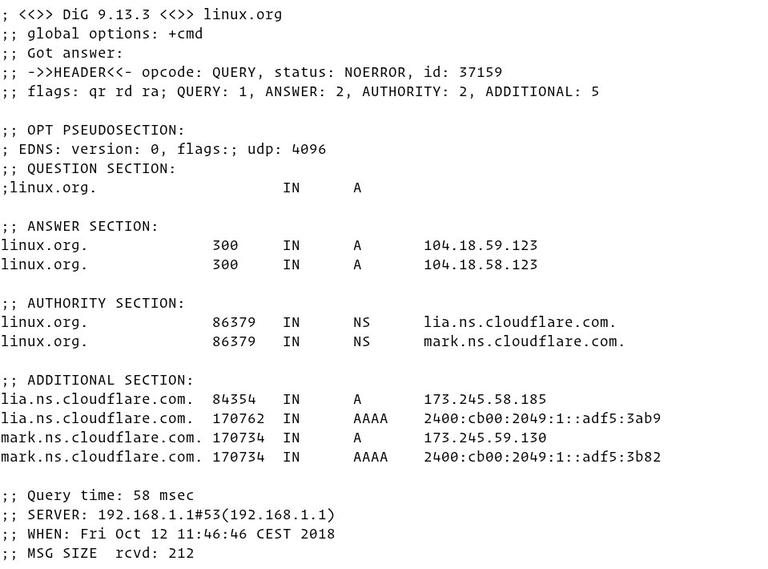 ; <<>> DiG 9.13.3 <<>> linux.org
;; global options: +cmd
;; Got answer:
;; ->>HEADER<<- opcode: QUERY, status: NOERROR, id: 37159
;; flags: qr rd ra; QUERY: 1, ANSWER: 2, AUTHORITY: 2, ADDITIONAL: 5

;; OPT PSEUDOSECTION:
; EDNS: version: 0, flags:; udp: 4096
;; QUESTION SECTION:
;linux.org.                     IN      A

;; ANSWER SECTION:
linux.org.              300     IN      A       104.18.59.123
linux.org.              300     IN      A       104.18.58.123

;; AUTHORITY SECTION:
linux.org.              86379   IN      NS      lia.ns.cloudflare.com.
linux.org.              86379   IN      NS      mark.ns.cloudflare.com.

;; ADDITIONAL SECTION:
lia.ns.cloudflare.com.  84354   IN      A       173.245.58.185
lia.ns.cloudflare.com.  170762  IN      AAAA    2400:cb00:2049:1::adf5:3ab9
mark.ns.cloudflare.com. 170734  IN      A       173.245.59.130
mark.ns.cloudflare.com. 170734  IN      AAAA    2400:cb00:2049:1::adf5:3b82

;; Query time: 58 msec
;; SERVER: 192.168.1.1#53(192.168.1.1)
;; WHEN: Fri Oct 12 11:46:46 CEST 2018
;; MSG SIZE  rcvd: 212